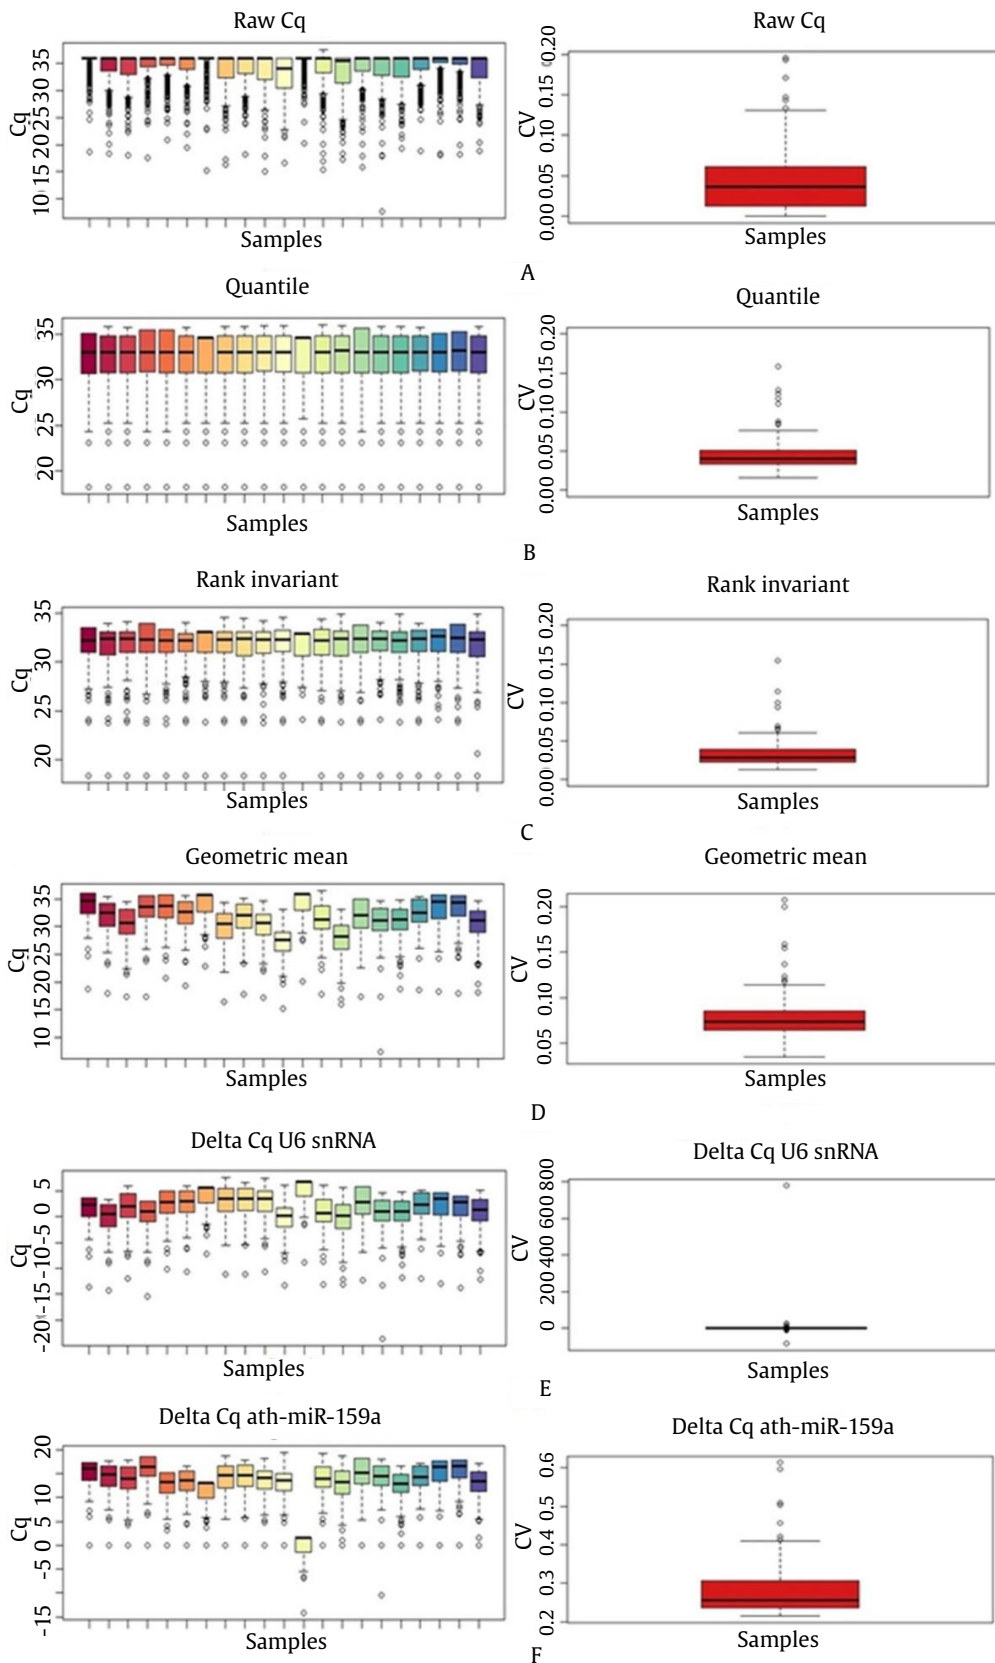 Raw Cq
Raw Cq
Cq
10 15 20 25 30 35
Samples
CV
0.00 0.05 0.10 0.15 0.20
Samples
A
Quantile
Quantile
Cq
20 25 30 35
Samples
CV
0.00 0.05 0.10 0.15 0.20
Samples
B
Rank invariant
Rank invariant
Cq
20 25 30 35
Samples
CV
0.00 0.05 0.10 0.15 0.20
Samples
C
Geometric mean
Geometric mean
Cq
10 15 20 25 30 35
Samples
CV
0.05 0.10 0.15 0.20
Samples
D
Delta Cq U6 snRNA
Delta Cq U6 snRNA
Cq
-20 -15 -10 -5 0 5
Samples
CV
0 200 400 600 800
Samples
E
Delta Cq ath-miR-159a
Delta Cq ath-miR-159a
Cq
-15 -5 0 5 10 20
Samples
CV
0.2 0.3 0.4 0.5 0.6
Samples
F